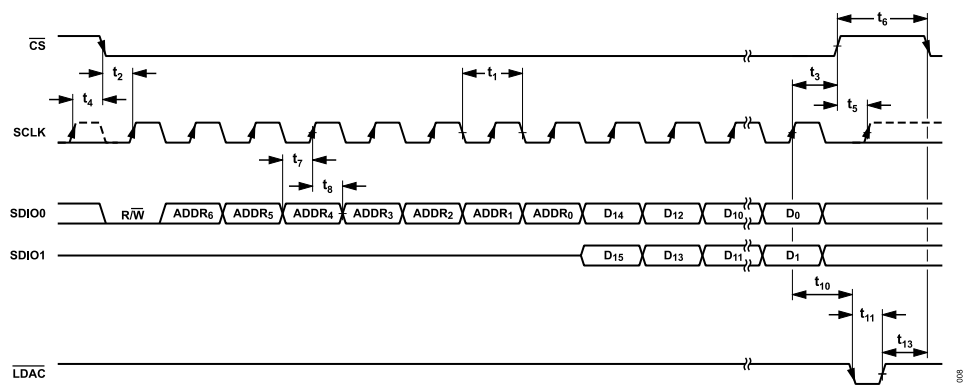 t6
CS
t2
t1
t3
t4
t5
SCLK
t7
t8
SDIO0 R/W ADDR6 ADDR5 ADDR4 ADDR3 ADDR2 ADDR1 ADDR0 D14 D12 D10 D0
SDIO1 D15 D13 D11 D1
t10
t11
t13
LDAC
008